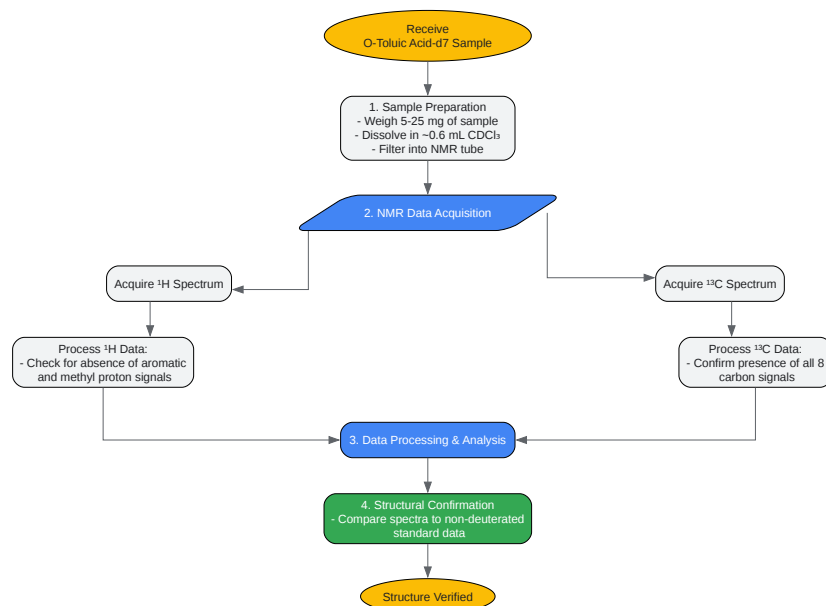 Receive
O-Toluic Acid-d7 Sample
1. Sample Preparation
- Weigh 5-25 mg of sample
- Dissolve in ~0.6 mL CDCl₃
- Filter into NMR tube
2. NMR Data Acquisition
Acquire ¹H Spectrum
Acquire ¹³C Spectrum
Process ¹H Data:
- Check for absence of aromatic
and methyl proton signals
Process ¹³C Data:
- Confirm presence of all 8
carbon signals
3. Data Processing & Analysis
4. Structural Confirmation
- Compare spectra to non-deuterated
standard data
Structure Verified